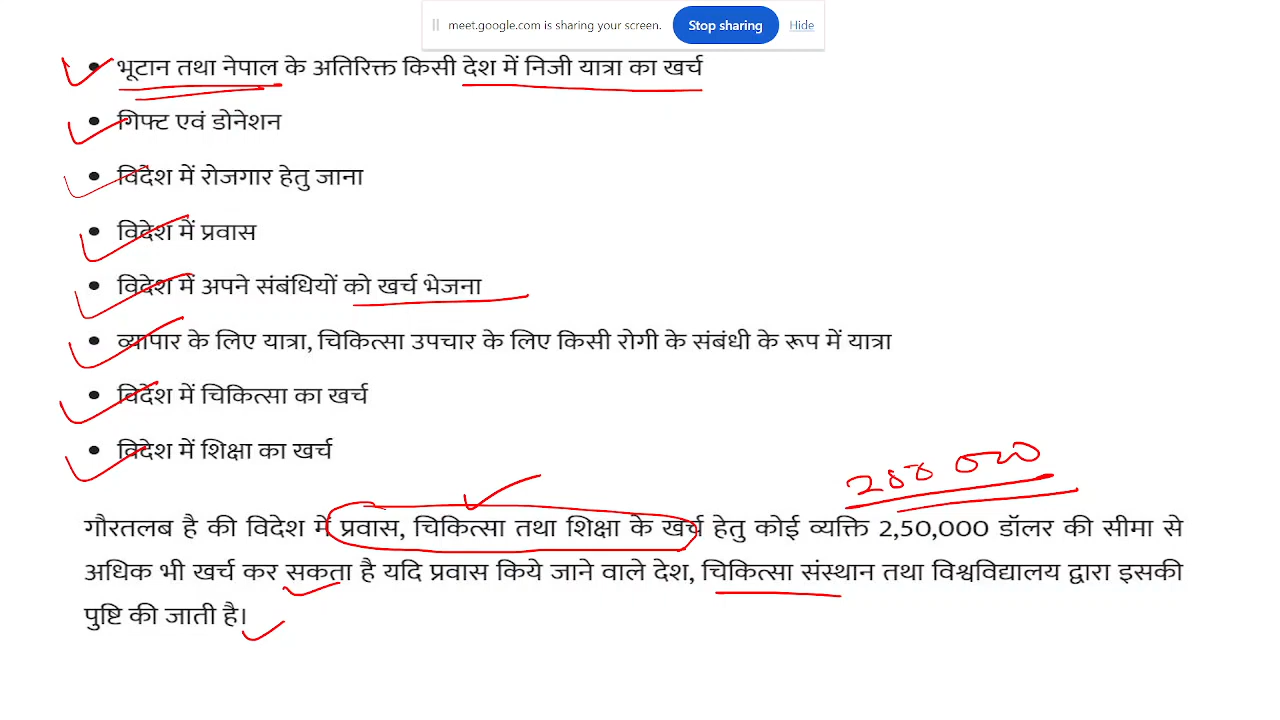 meet.google.com is sharing your screen. Stop sharing Hide
• भूटान तथा नेपाल के अतिरिक्त किसी देश में निजी यात्रा का खर्च
• गिफ्ट एवं डोनेशन
• विदेश में रोजगार हेतु जाना
• विदेश में प्रवास
• विदेश में अपने संबंधियों को खर्च भेजना
• व्यापार के लिए यात्रा, चिकित्सा उपचार के लिए किसी रोगी के संबंधी के रूप में यात्रा
• विदेश में चिकित्सा का खर्च
• विदेश में शिक्षा का खर्च
गौरतलब है की विदेश में प्रवास, चिकित्सा तथा शिक्षा के खर्च हेतु कोई व्यक्ति 2,50,000 डॉलर की सीमा से
अधिक भी खर्च कर सकता है यदि प्रवास किये जाने वाले देश, चिकित्सा संस्थान तथा विश्वविद्यालय द्वारा इसकी
पुष्टि की जाती है।